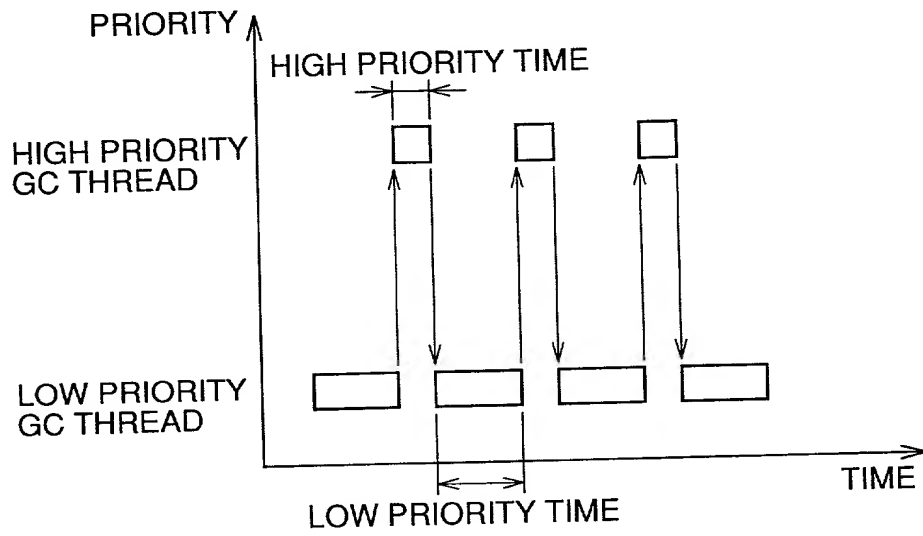 PRIORITY
HIGH PRIORITY TIME
HIGH PRIORITY
GC THREAD
LOW PRIORITY
GC THREAD
TIME
LOW PRIORITY TIME